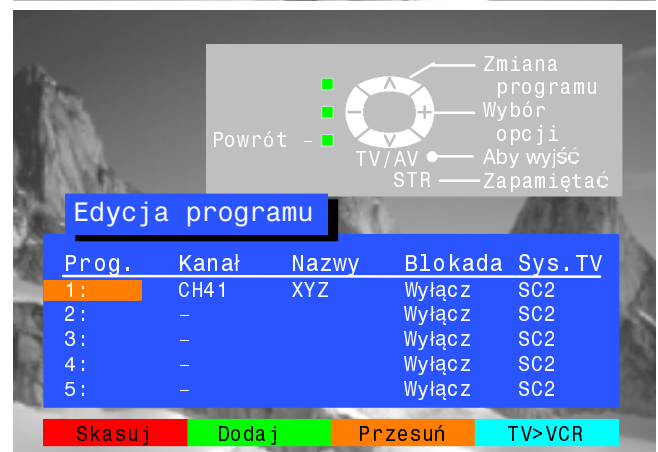 Zmiana
programu
Wybór
opcji
Powrót –
TV/AV
Aby wyjść
STR
Zapamiętać
Edycja programu
Prog. Kanał Nazwy Blokada Sys.TV
1: CH41 XYZ Wyłącz SC2
2: – Wyłącz SC2
3: – Wyłącz SC2
4: – Wyłącz SC2
5: – Wyłącz SC2
Skasuj Dodaj Przesuń TV>VCR